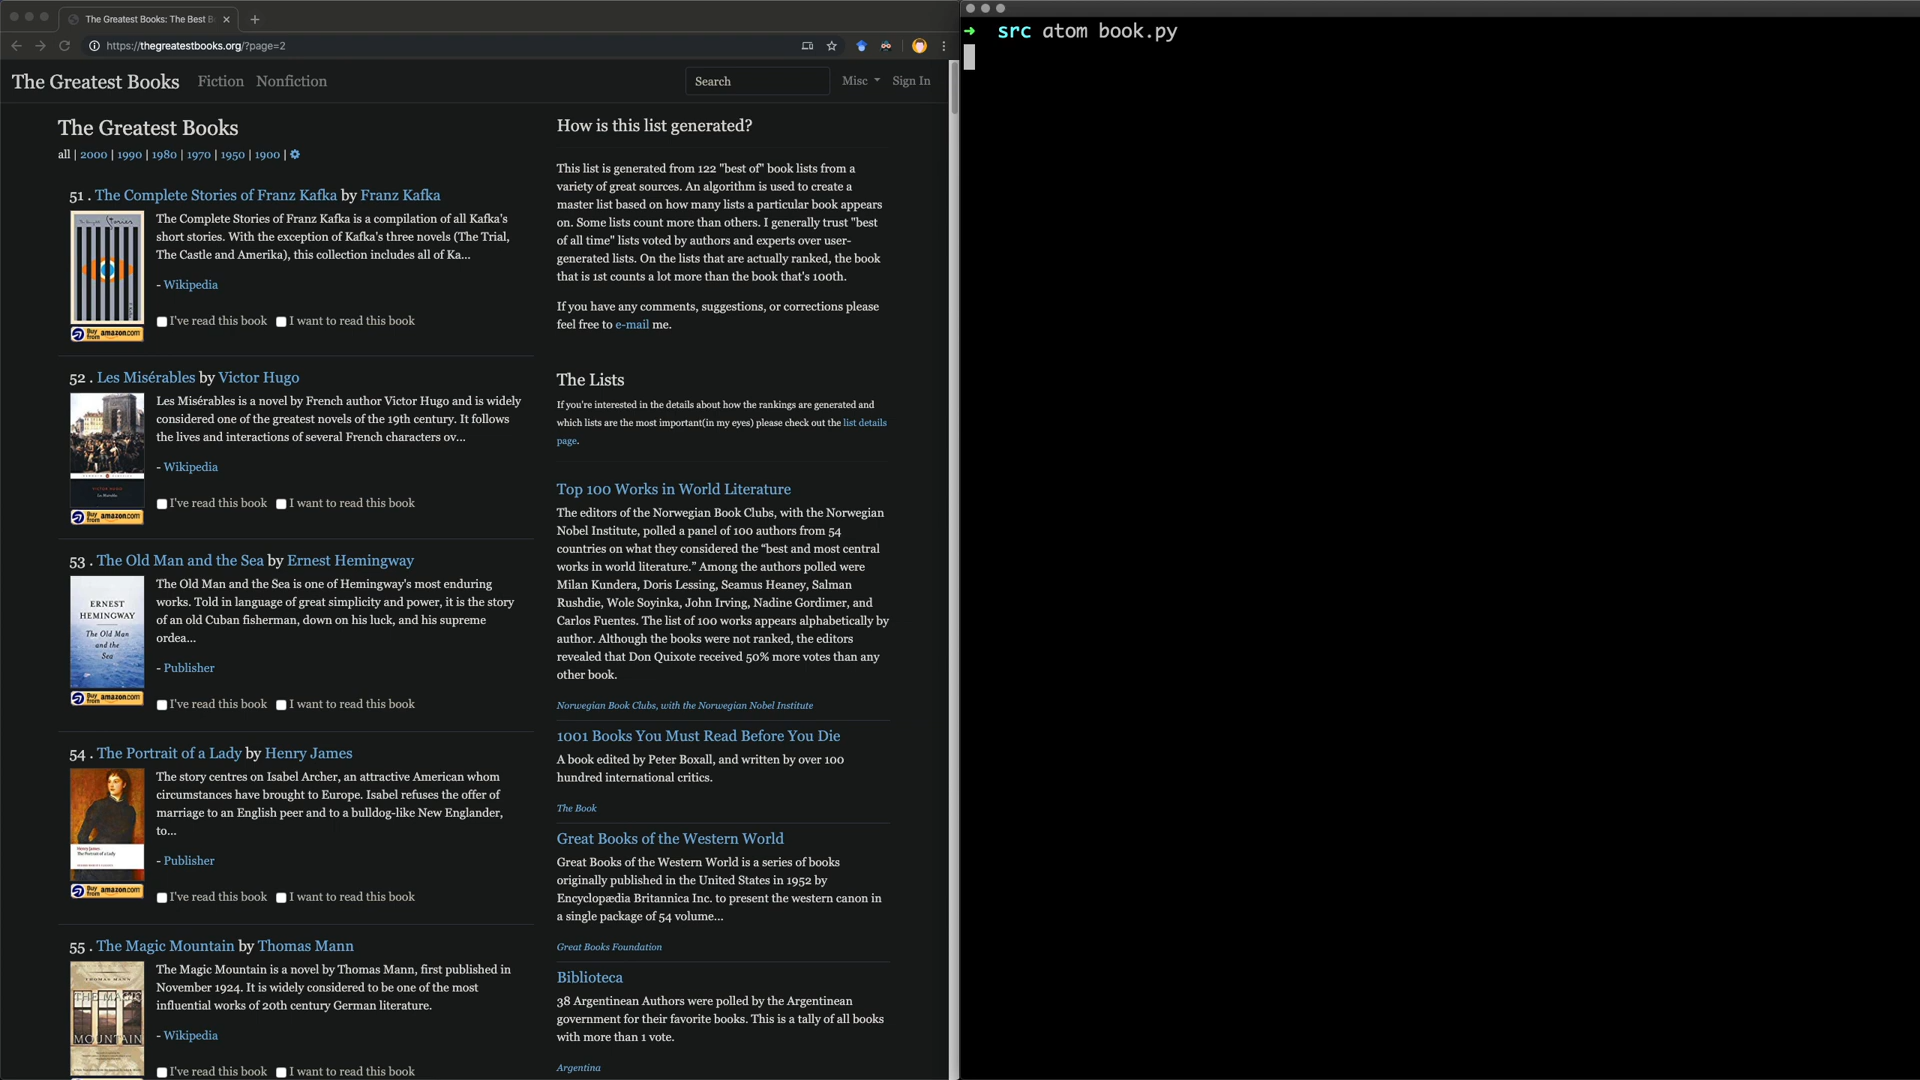 The Greatest Books: The Best B
https://thegreatestbooks.org/?page=2
The Greatest Books Fiction Nonfiction Search Misc Sign In
The Greatest Books
all | 2000 | 1990 | 1980 | 1970 | 1950 | 1900 |
51 . The Complete Stories of Franz Kafka by Franz Kafka
The Complete Stories of Franz Kafka is a compilation of all Kafka's
short stories. With the exception of Kafka's three novels (The Trial,
The Castle and Amerika), this collection includes all of Ka...
- Wikipedia
Buy from amazon.com
I've read this book I want to read this book
52 . Les Misérables by Victor Hugo
Les Misérables is a novel by French author Victor Hugo and is widely
considered one of the greatest novels of the 19th century. It follows
the lives and interactions of several French characters ov...
- Wikipedia
Buy from amazon.com
I've read this book I want to read this book
53 . The Old Man and the Sea by Ernest Hemingway
ERNEST
HEMINGWAY
The Old Man
and the
Sea
The Old Man and the Sea is one of Hemingway's most enduring
works. Told in language of great simplicity and power, it is the story
of an old Cuban fisherman, down on his luck, and his supreme
ordea...
- Publisher
Buy from amazon.com
I've read this book I want to read this book
54 . The Portrait of a Lady by Henry James
Henry James
The Portrait of a Lady
The story centres on Isabel Archer, an attractive American whom
circumstances have brought to Europe. Isabel refuses the offer of
marriage to an English peer and to a bulldog-like New Englander,
to...
- Publisher
Buy from amazon.com
I've read this book I want to read this book
55 . The Magic Mountain by Thomas Mann
THOMAS MANN
THE MAGIC
MOUNTAIN
The Magic Mountain is a novel by Thomas Mann, first published in
November 1924. It is widely considered to be one of the most
influential works of 20th century German literature.
- Wikipedia
I've read this book I want to read this book
How is this list generated?
This list is generated from 122 "best of" book lists from a
variety of great sources. An algorithm is used to create a
master list based on how many lists a particular book appears
on. Some lists count more than others. I generally trust "best
of all time" lists voted by authors and experts over user-
generated lists. On the lists that are actually ranked, the book
that is 1st counts a lot more than the book that's 100th.
If you have any comments, suggestions, or corrections please
feel free to e-mail me.
The Lists
If you're interested in the details about how the rankings are generated and
which lists are the most important(in my eyes) please check out the list details
page.
Top 100 Works in World Literature
The editors of the Norwegian Book Clubs, with the Norwegian
Nobel Institute, polled a panel of 100 authors from 54
countries on what they considered the “best and most central
works in world literature.” Among the authors polled were
Milan Kundera, Doris Lessing, Seamus Heaney, Salman
Rushdie, Wole Soyinka, John Irving, Nadine Gordimer, and
Carlos Fuentes. The list of 100 works appears alphabetically by
author. Although the books were not ranked, the editors
revealed that Don Quixote received 50% more votes than any
other book.
Norwegian Book Clubs, with the Norwegian Nobel Institute
1001 Books You Must Read Before You Die
A book edited by Peter Boxall, and written by over 100
hundred international critics.
The Book
Great Books of the Western World
Great Books of the Western World is a series of books
originally published in the United States in 1952 by
Encyclopædia Britannica Inc. to present the western canon in
a single package of 54 volume...
Great Books Foundation
Biblioteca
38 Argentinean Authors were polled by the Argentinean
government for their favorite books. This is a tally of all books
with more than 1 vote.
Argentina
src atom book.py